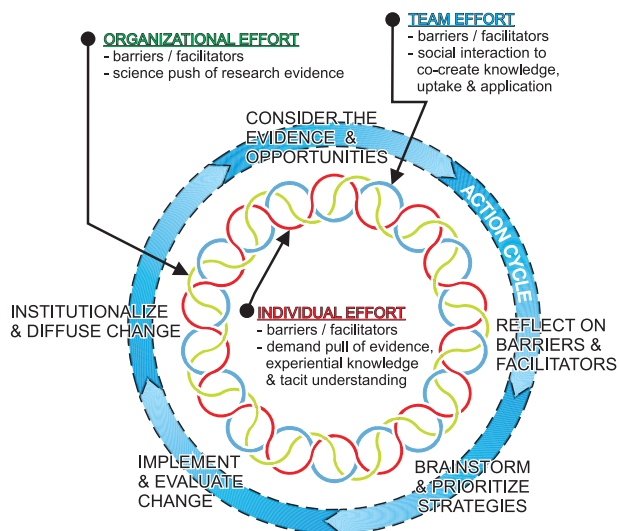 ORGANIZATIONAL EFFORT
- barriers / facilitators
- science push of research evidence
TEAM EFFORT
- barriers / facilitators
- social interaction to
co-create knowledge,
uptake & application
CONSIDER THE
EVIDENCE &
OPPORTUNITIES
ACTION CYCLE
INDIVIDUAL EFFORT
- barriers / facilitators
- demand pull of evidence,
experiential knowledge
& tacit understanding
REFLECT ON
BARRIERS &
FACILITATORS
BRAINSTORM
& PRIORITIZE
STRATEGIES
IMPLEMENT
& EVALUATE
CHANGE
INSTITUTIONALIZE
& DIFFUSE CHANGE